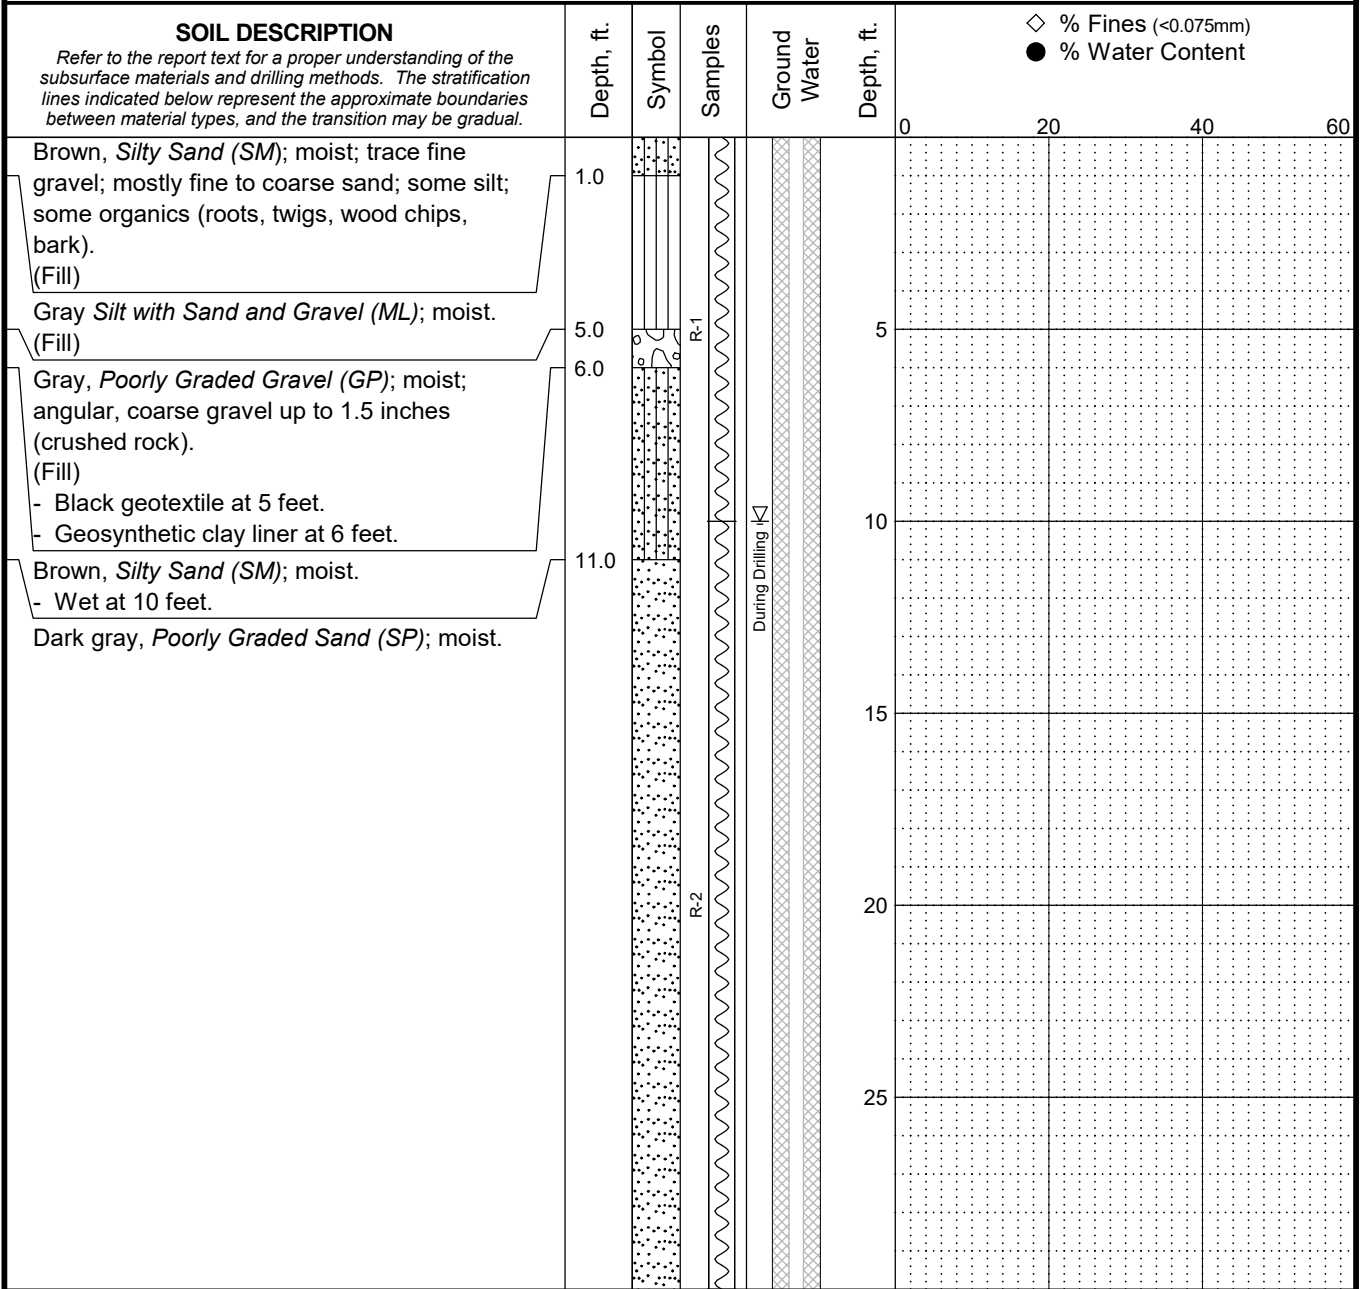 SOIL DESCRIPTION
Refer to the report text for a proper understanding of the
subsurface materials and drilling methods. The stratification
lines indicated below represent the approximate boundaries
between material types, and the transition may be gradual.
Depth, ft.
Symbol
Samples
Ground
Water
Depth, ft.
◇ % Fines (<0.075mm)
● % Water Content
0 20 40 60
Brown, Silty Sand (SM); moist; trace fine
gravel; mostly fine to coarse sand; some silt;
some organics (roots, twigs, wood chips,
bark).
(Fill)
1.0
Gray Silt with Sand and Gravel (ML); moist.
(Fill)
5.0
Gray, Poorly Graded Gravel (GP); moist;
angular, coarse gravel up to 1.5 inches
(crushed rock).
(Fill)
- Black geotextile at 5 feet.
- Geosynthetic clay liner at 6 feet.
6.0
Brown, Silty Sand (SM); moist.
- Wet at 10 feet.
11.0
Dark gray, Poorly Graded Sand (SP); moist.
R-1
R-2
During Drilling
5
10
15
20
25